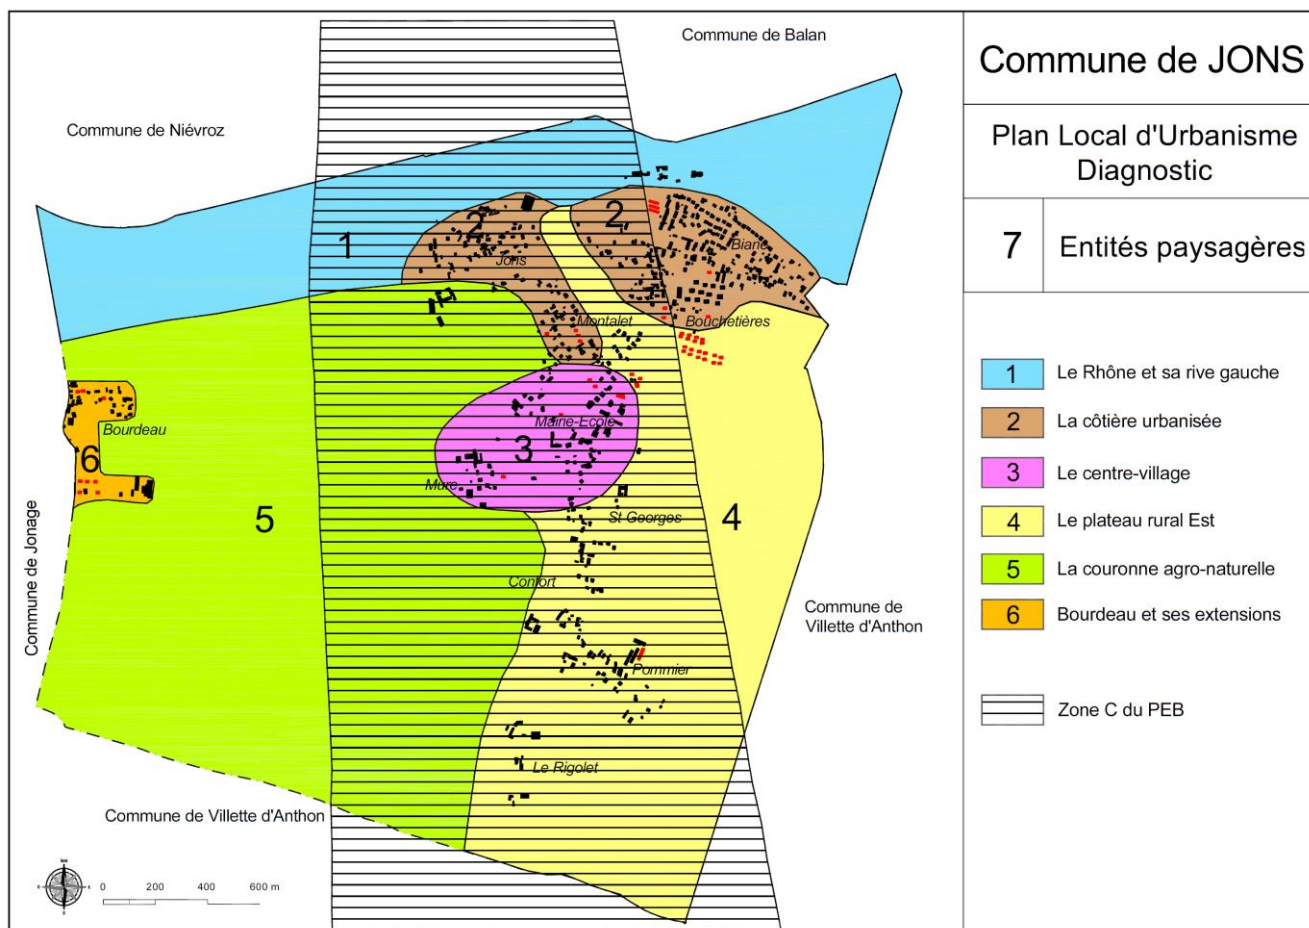 Commune de JONS
Plan Local d'Urbanisme
Diagnostic
7
Entités paysagères
1
Le Rhône et sa rive gauche
2
La côtière urbanisée
3
Le centre-village
4
Le plateau rural Est
5
La couronne agro-naturelle
6
Bourdeau et ses extensions
Zone C du PEB
Commune de Balan
Commune de Niévroz
2
2
1
Biane
Jons
Montalet
Bouchetières
Bourdeau
Mairie-Ecole
3
6
Mure
5
St Georges
4
Commune de Jonage
Confort
Commune de
Villette d'Anthon
Pommier
Le Rigolet
Commune de Villette d'Anthon
0 200 400 600 m